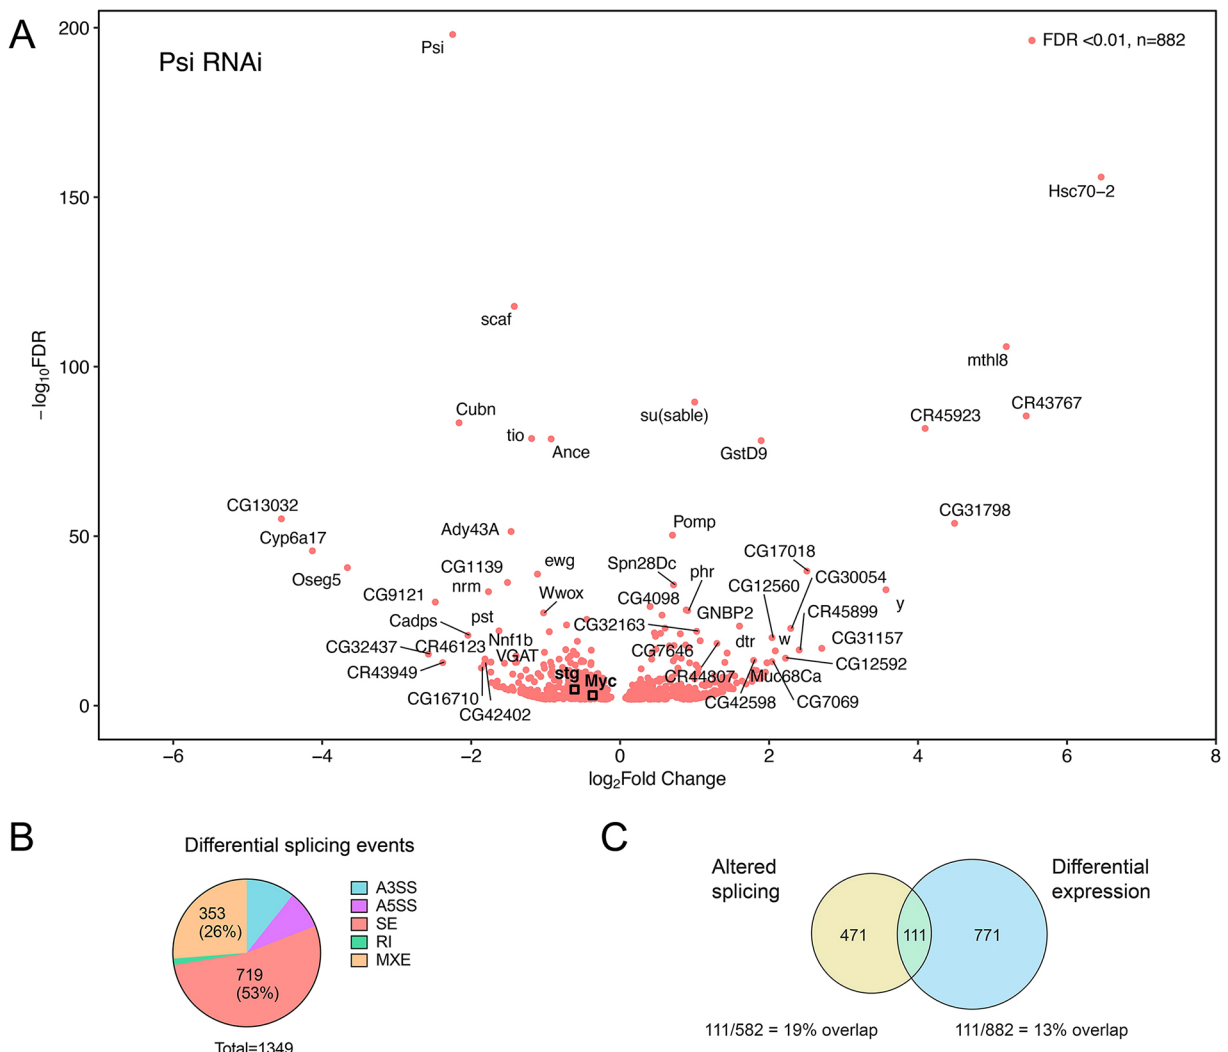 A
Psi RNAi
FDR <0.01, n=882
−log10FDR
200
150
100
50
0
Psi
Hsc70−2
scaf
mthl8
Cubn
su(sable)
CR45923
CR43767
tio
Ance
GstD9
CG13032
Cyp6a17
Oseg5
Ady43A
Pomp
CG31798
CG1139
ewg
Spn28Dc
CG17018
nrm
phr
CG12560
CG30054
CG9121
Wwox
CG4098
y
Cadps
pst
CG32163
GNBP2
CR45899
CG32437
CR46123
Nnf1b
CG7646
dtr
w
CG31157
CR43949
VGAT
CG12592
stg
Myc
CR44807
Muc68Ca
CG16710
CG42402
CG42598
CG7069
−6
−4
−2
0
2
4
6
8
log2Fold Change
B
Differential splicing events
353
(26%)
719
(53%)
A3SS
A5SS
SE
RI
MXE
Total=1349
C
Altered
splicing
Differential
expression
471
111
771
111/582 = 19% overlap
111/882 = 13% overlap